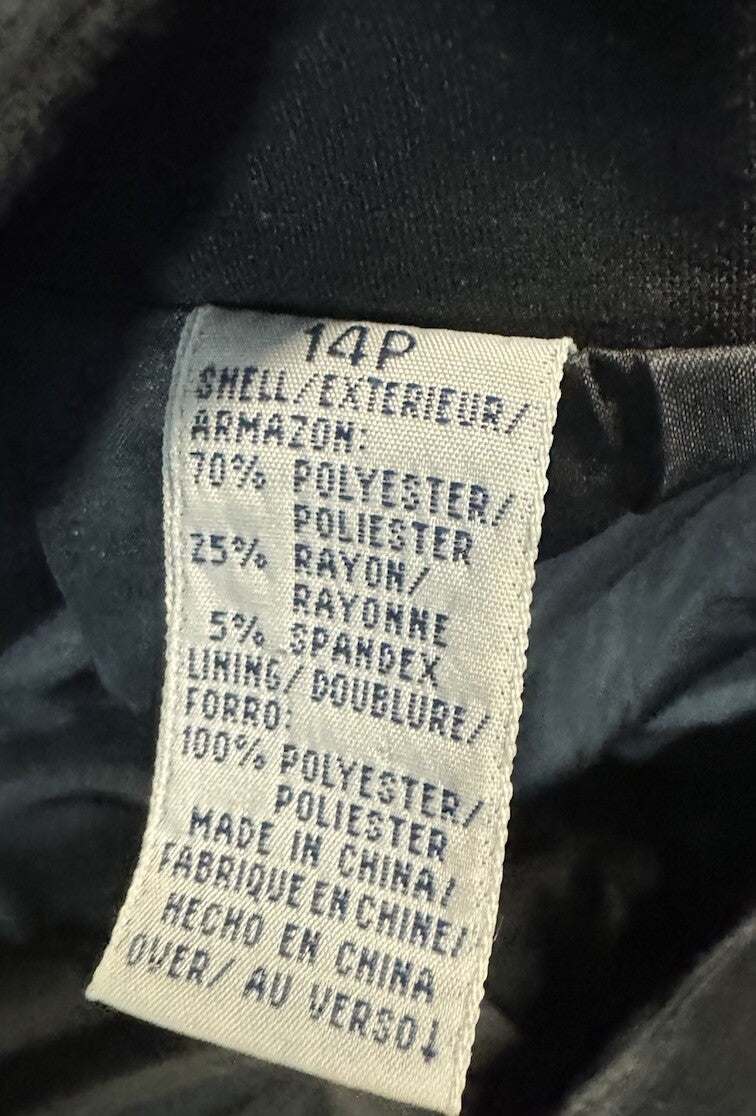 14P
SHELL/EXTERIEUR/
ARMAZON:
70% POLYESTER/
POLIESTER
25% RAYON/
RAYONNE
5% SPANDEX
LINING/DOUBLURE/
FORRO:
100% POLYESTER/
POLIESTER
MADE IN CHINA/
FABRIQUE EN CHINE/
HECHO EN CHINA
OVER/ AU VERSO↓